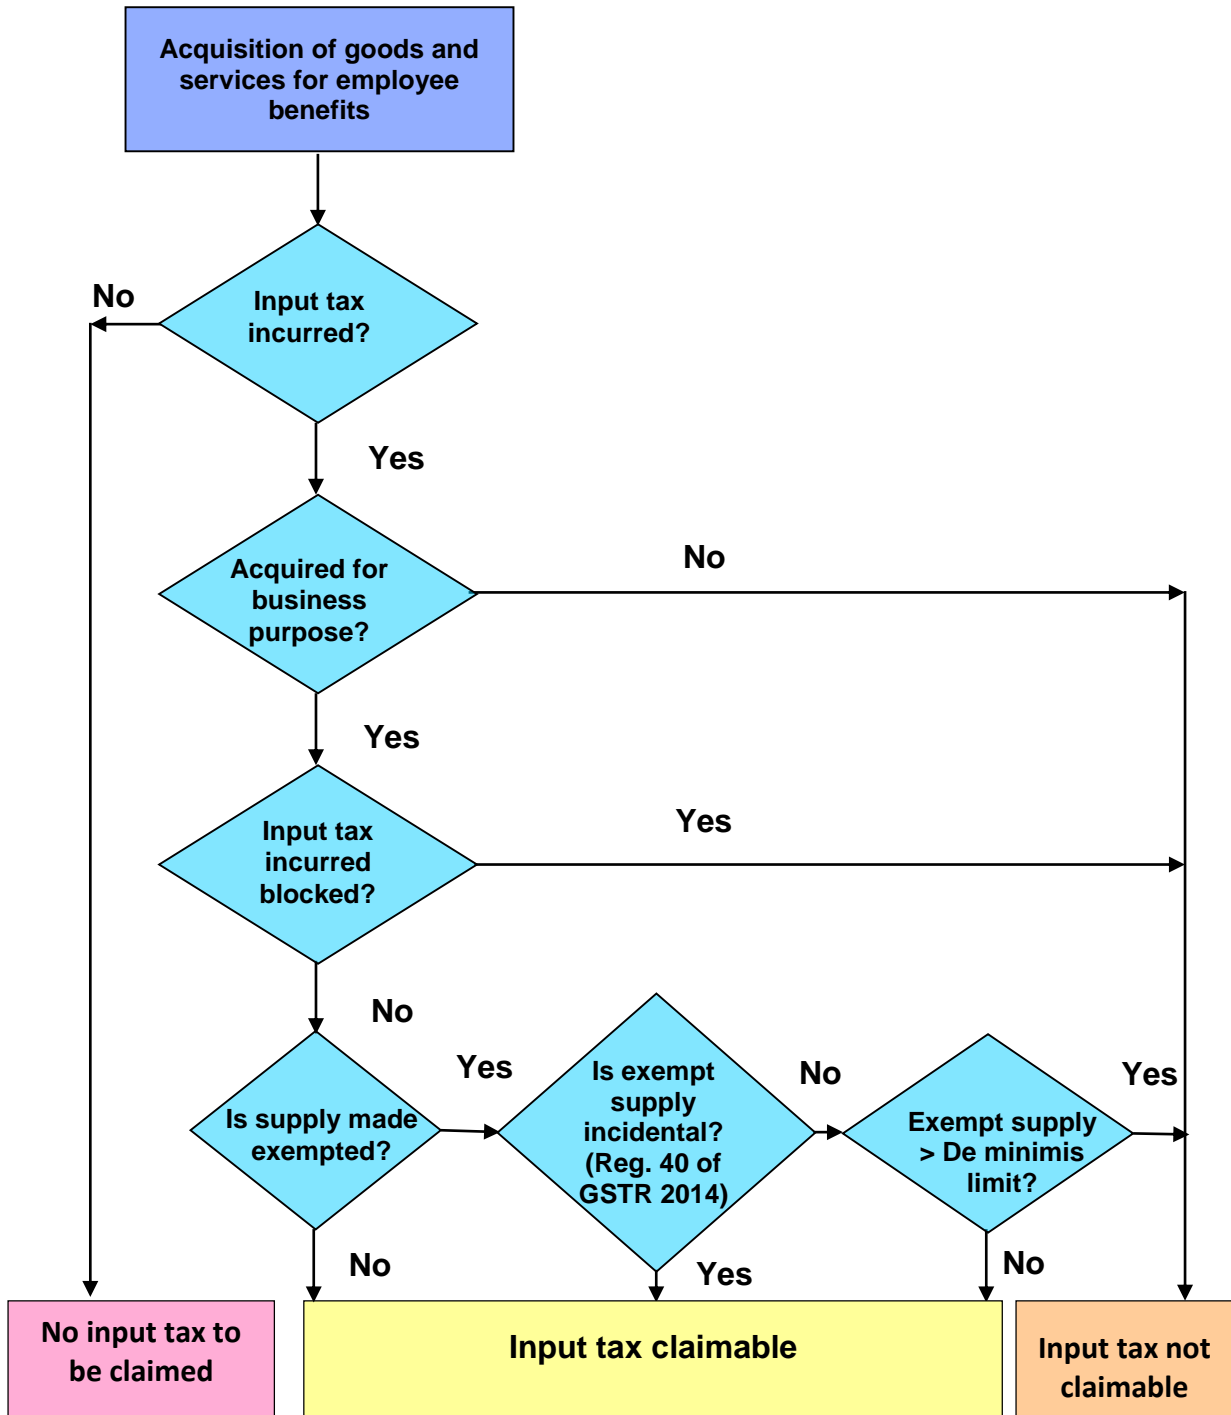 Acquisition of goods and
services for employee
benefits
No
Input tax
incurred?
Yes
No
Acquired for
business
purpose?
Yes
Yes
Input tax
incurred
blocked?
No
Yes
Is exempt
supply
incidental?
(Reg. 40 of
GSTR 2014)
No
Yes
Is supply made
exempted?
Exempt supply
> De minimis
limit?
No
Yes
No
No input tax to
be claimed
Input tax claimable
Input tax not
claimable